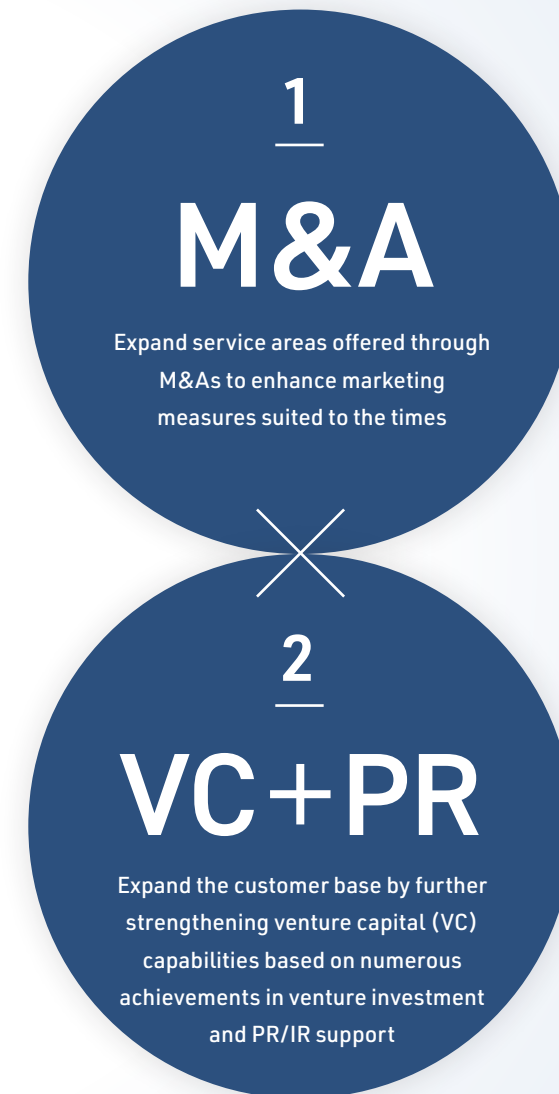 1
M&A
Expand service areas offered through
M&As to enhance marketing
measures suited to the times
2
VC+PR
Expand the customer base by further
strengthening venture capital (VC)
capabilities based on numerous
achievements in venture investment
and PR/IR support